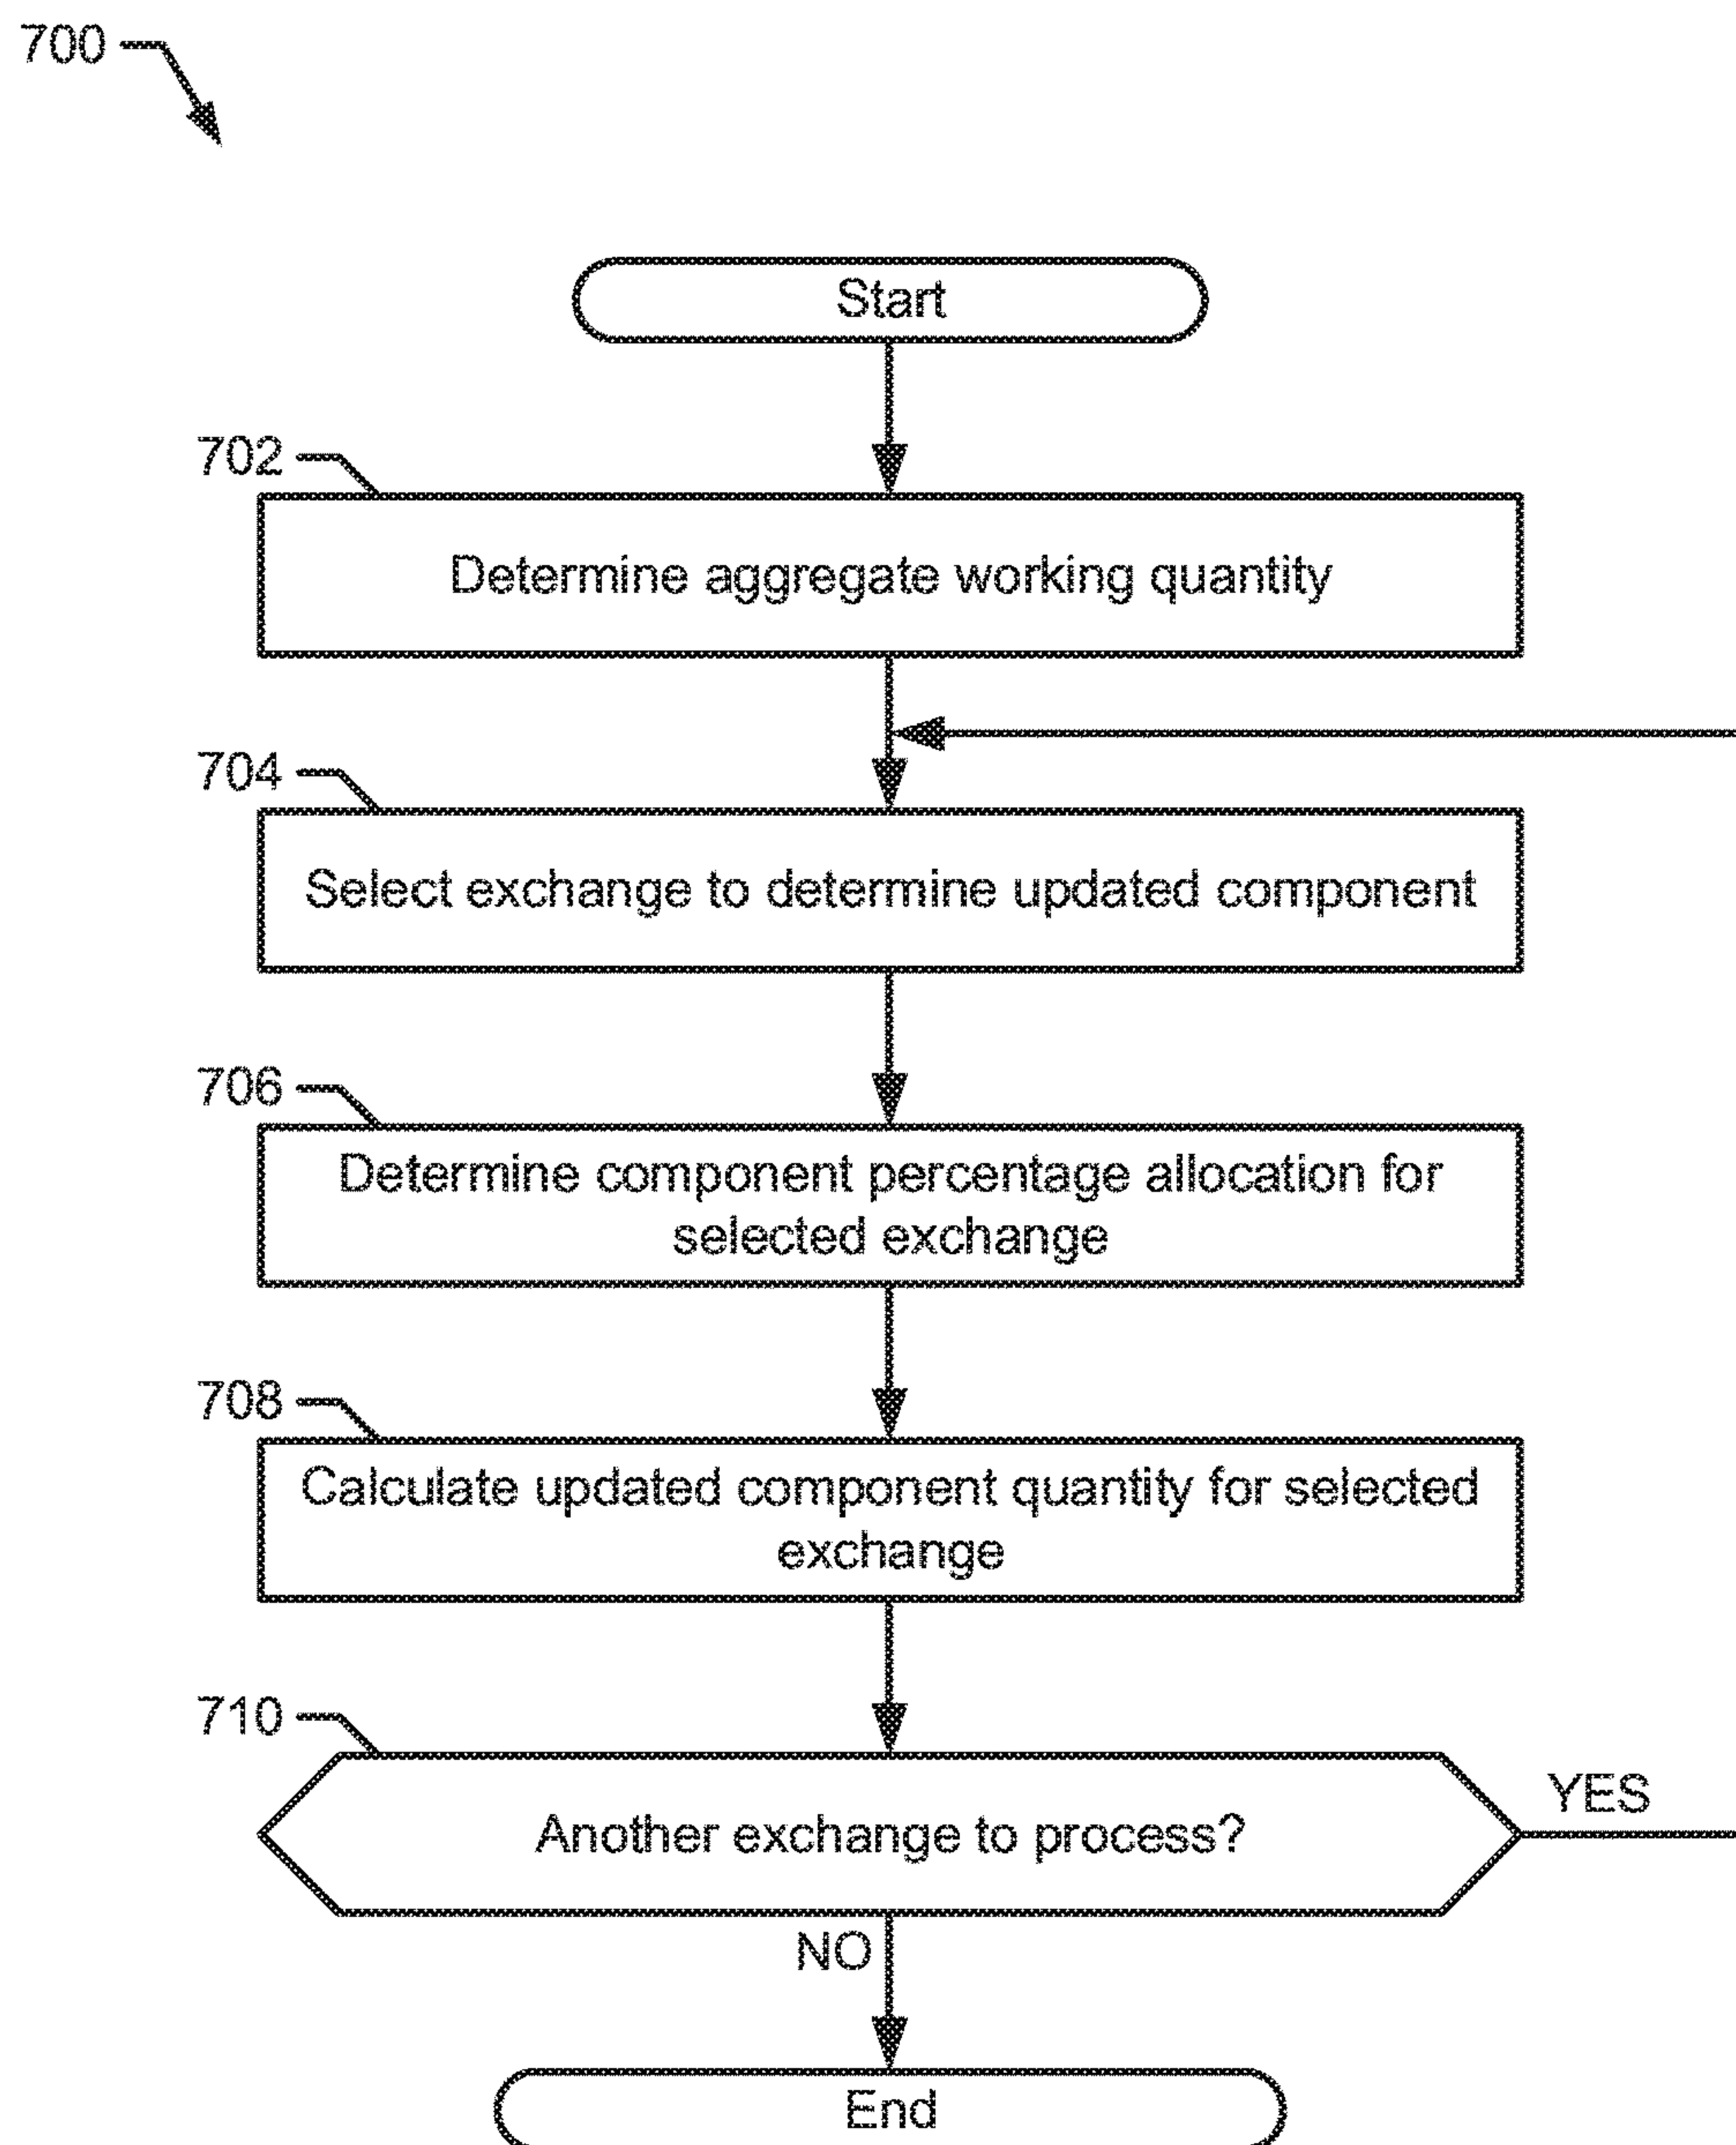 700
Start
702
Determine aggregate working quantity
704
Select exchange to determine updated component
706
Determine component percentage allocation for
selected exchange
708
Calculate updated component quantity for selected
exchange
710
Another exchange to process?
YES
NO
End